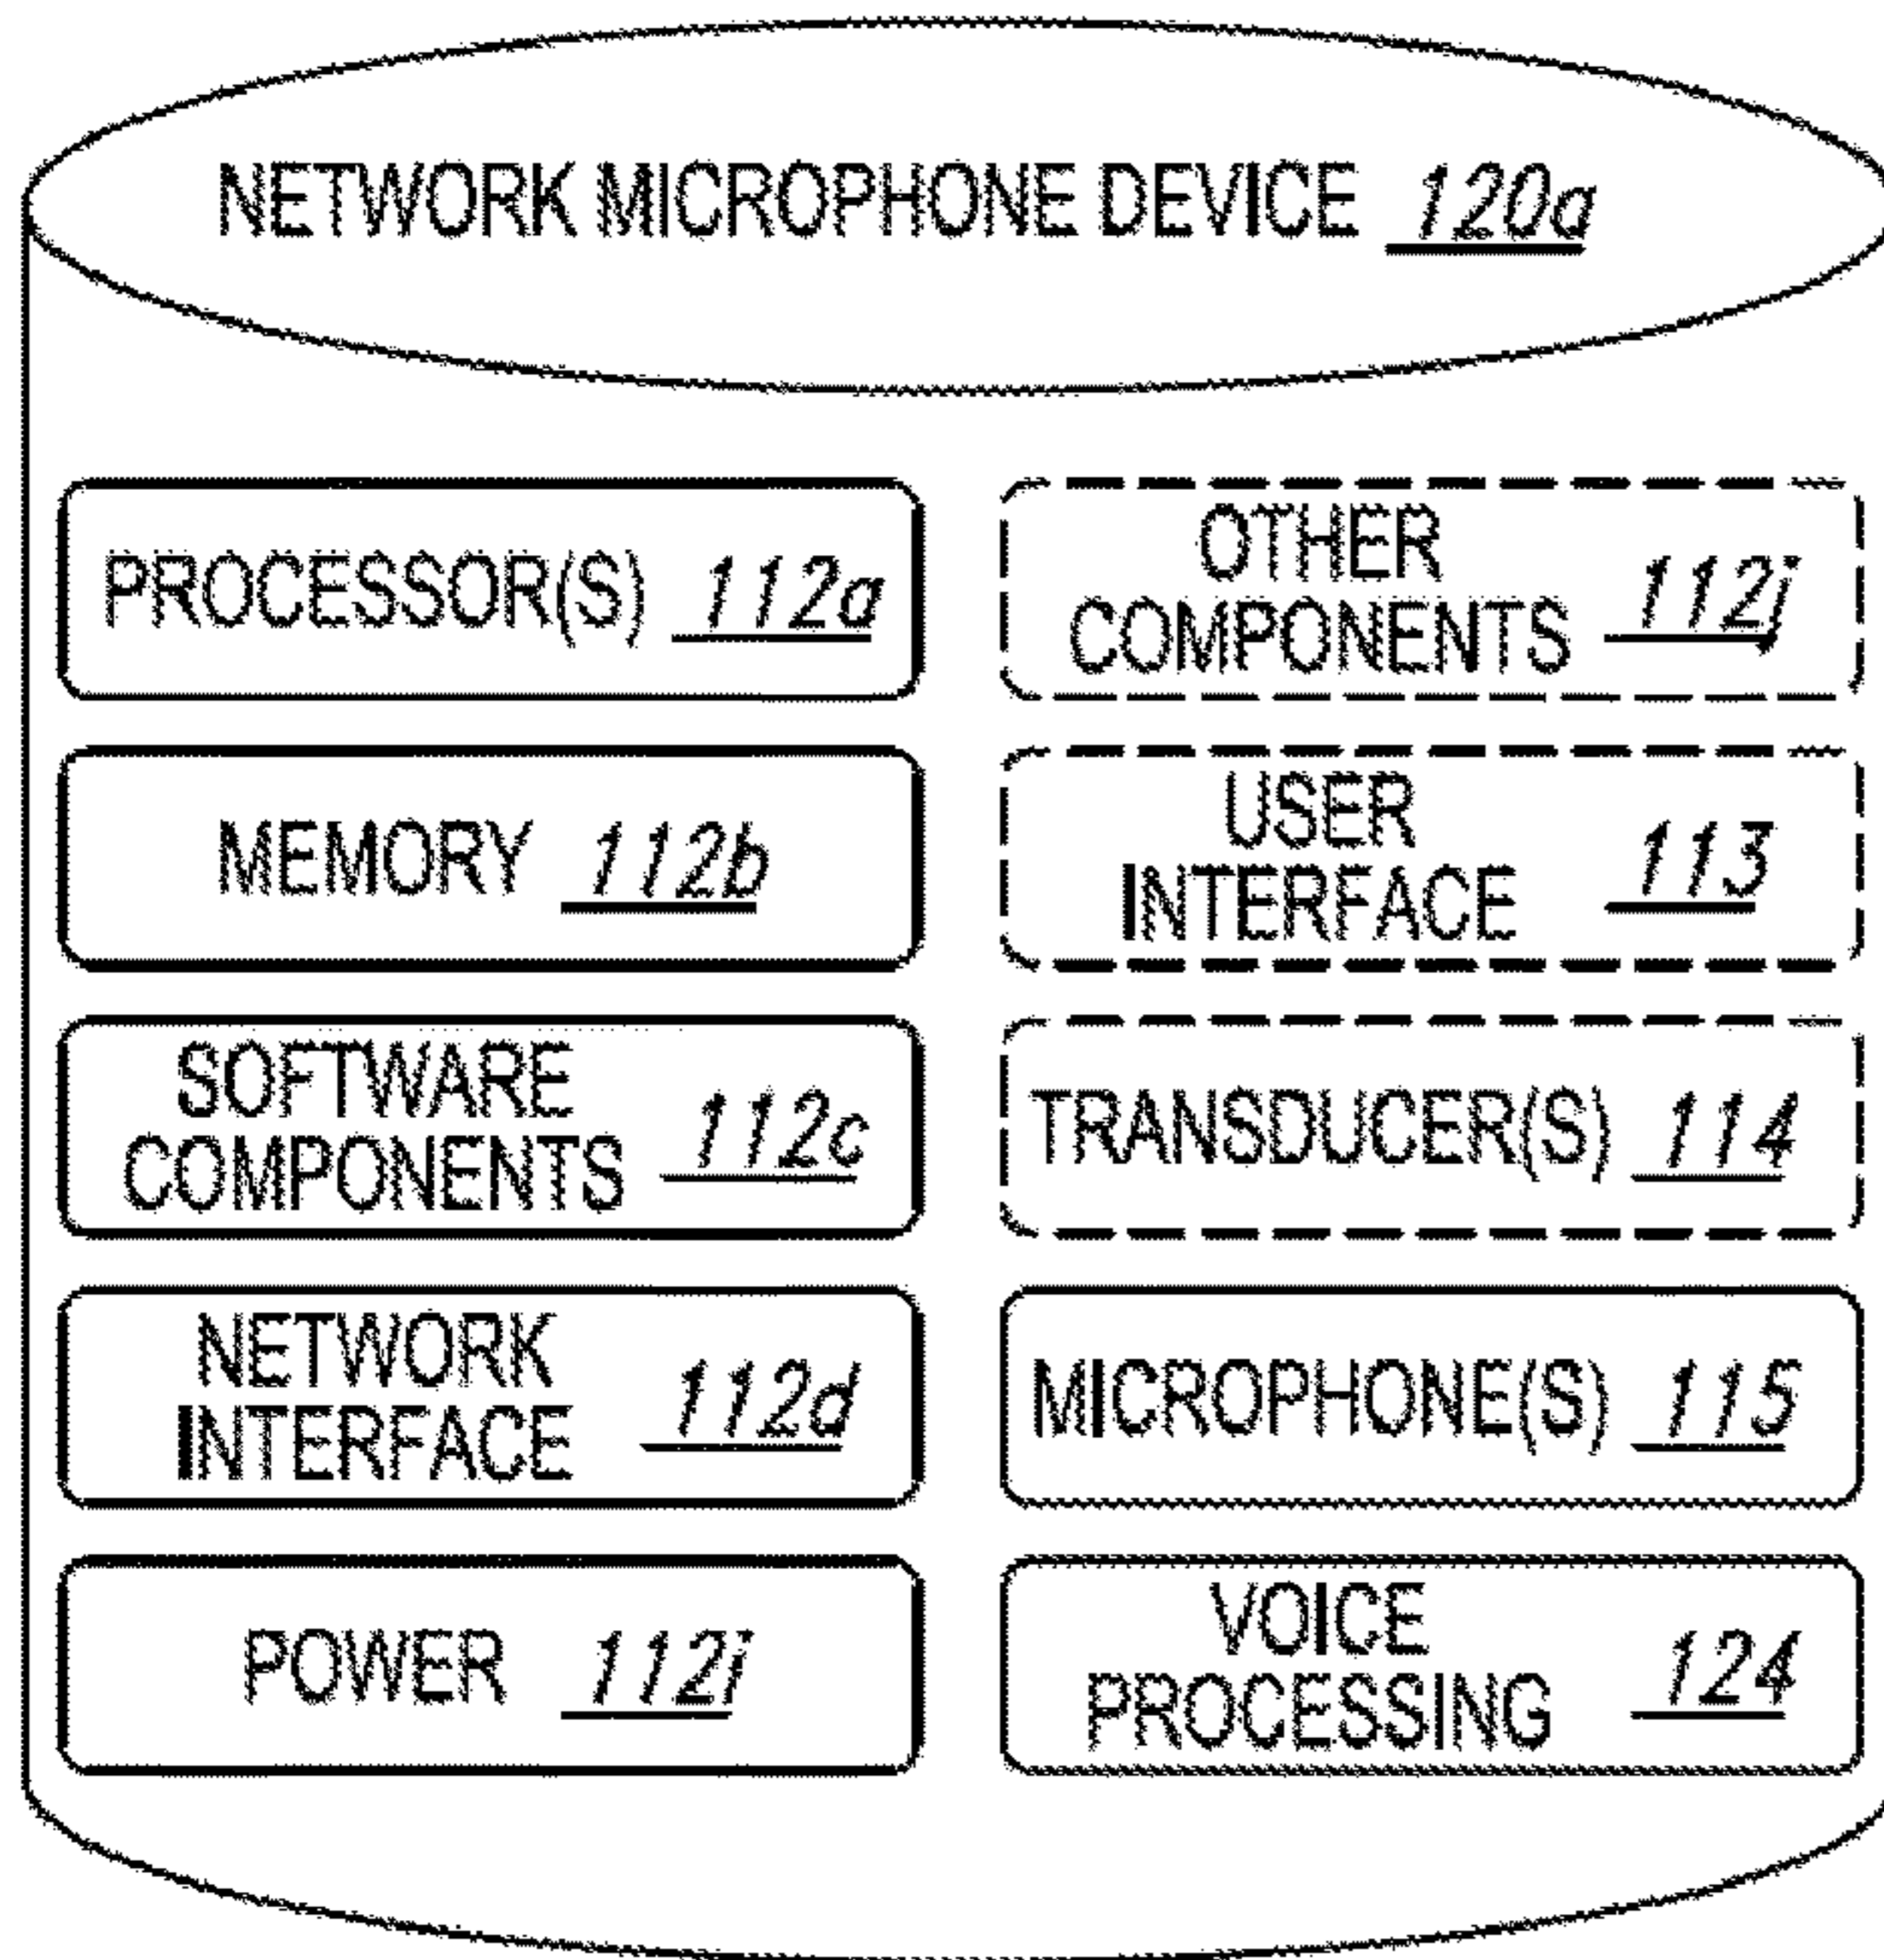 NETWORK MICROPHONE DEVICE 120a
PROCESSOR(S) 112a
MEMORY 112b
SOFTWARE
COMPONENTS 112c
NETWORK
INTERFACE 112d
POWER 112i
OTHER
COMPONENTS 112j
USER
INTERFACE 113
TRANSDUCER(S) 114
MICROPHONE(S) 115
VOICE
PROCESSING 124